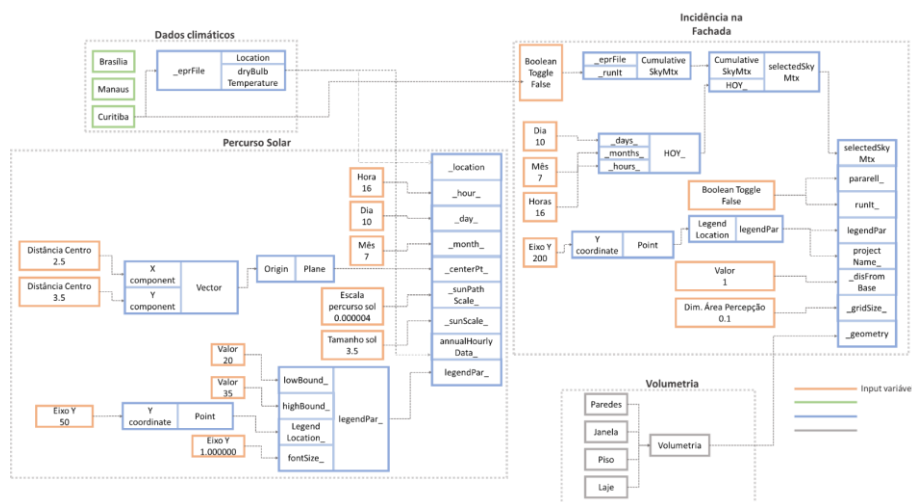 Dados climáticos
Brasília
Manaus
Curitiba
_eprFile
Location
dryBulb
Temperature
Percurso Solar
Hora
16
Dia
10
Mês
7
Distância Centro
2.5
Distância Centro
3.5
X
component
Y
component
Vector
Origin
Plane
Escala
percurso sol
0.000004
Tamanho sol
3.5
_location
_hour_
_day_
_month_
_centerPt_
_sunPath
Scale_
_sunScale_
annualHourly
Data_
legendPar_
Valor
20
Valor
35
Eixo Y
50
Y
coordinate
Point
Eixo Y
1.000000
lowBound_
highBound_
Legend
Location_
fontSize_
legendPar_
Incidência na
Fachada
Boolean
Toggle
False
_eprFile
_runIt
Cumulative
SkyMtx
Cumulative
SkyMtx
HOY_
selectedSky
Mtx
Dia
10
Mês
7
Horas
16
_days_
_months_
_hours_
HOY_
Boolean Toggle
False
Eixo Y
200
Y
coordinate
Point
Legend
Location
legendPar
Valor
1
Dim. Área Percepção
0.1
selectedSky
Mtx
pararell_
runIt_
legendPar
project
Name_
_disFrom
Base
_gridSize_
_geometry
Volumetria
Paredes
Janela
Piso
Laje
Volumetria
Input variáve